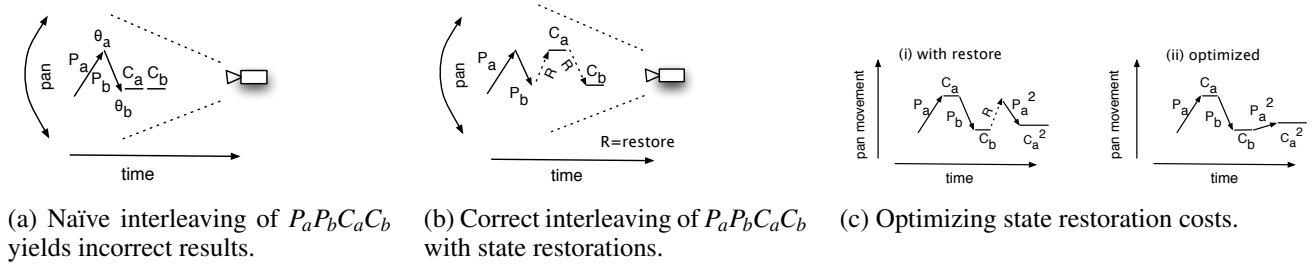 θa
Pa
Pb
Ca Cb
θb
pan
time
(a) Naïve interleaving of PaPbCaCb
yields incorrect results.
Ca
Pa
R
R
Pb
Cb
R=restore
pan
time
(b) Correct interleaving of PaPbCaCb
with state restorations.
(i) with restore
pan movement
Pa
Ca
Pb
Cb
R
Pa²
Ca²
time
(ii) optimized
pan movement
Pa
Ca
Pb
Cb
Pa²
Ca²
time
(c) Optimizing state restoration costs.